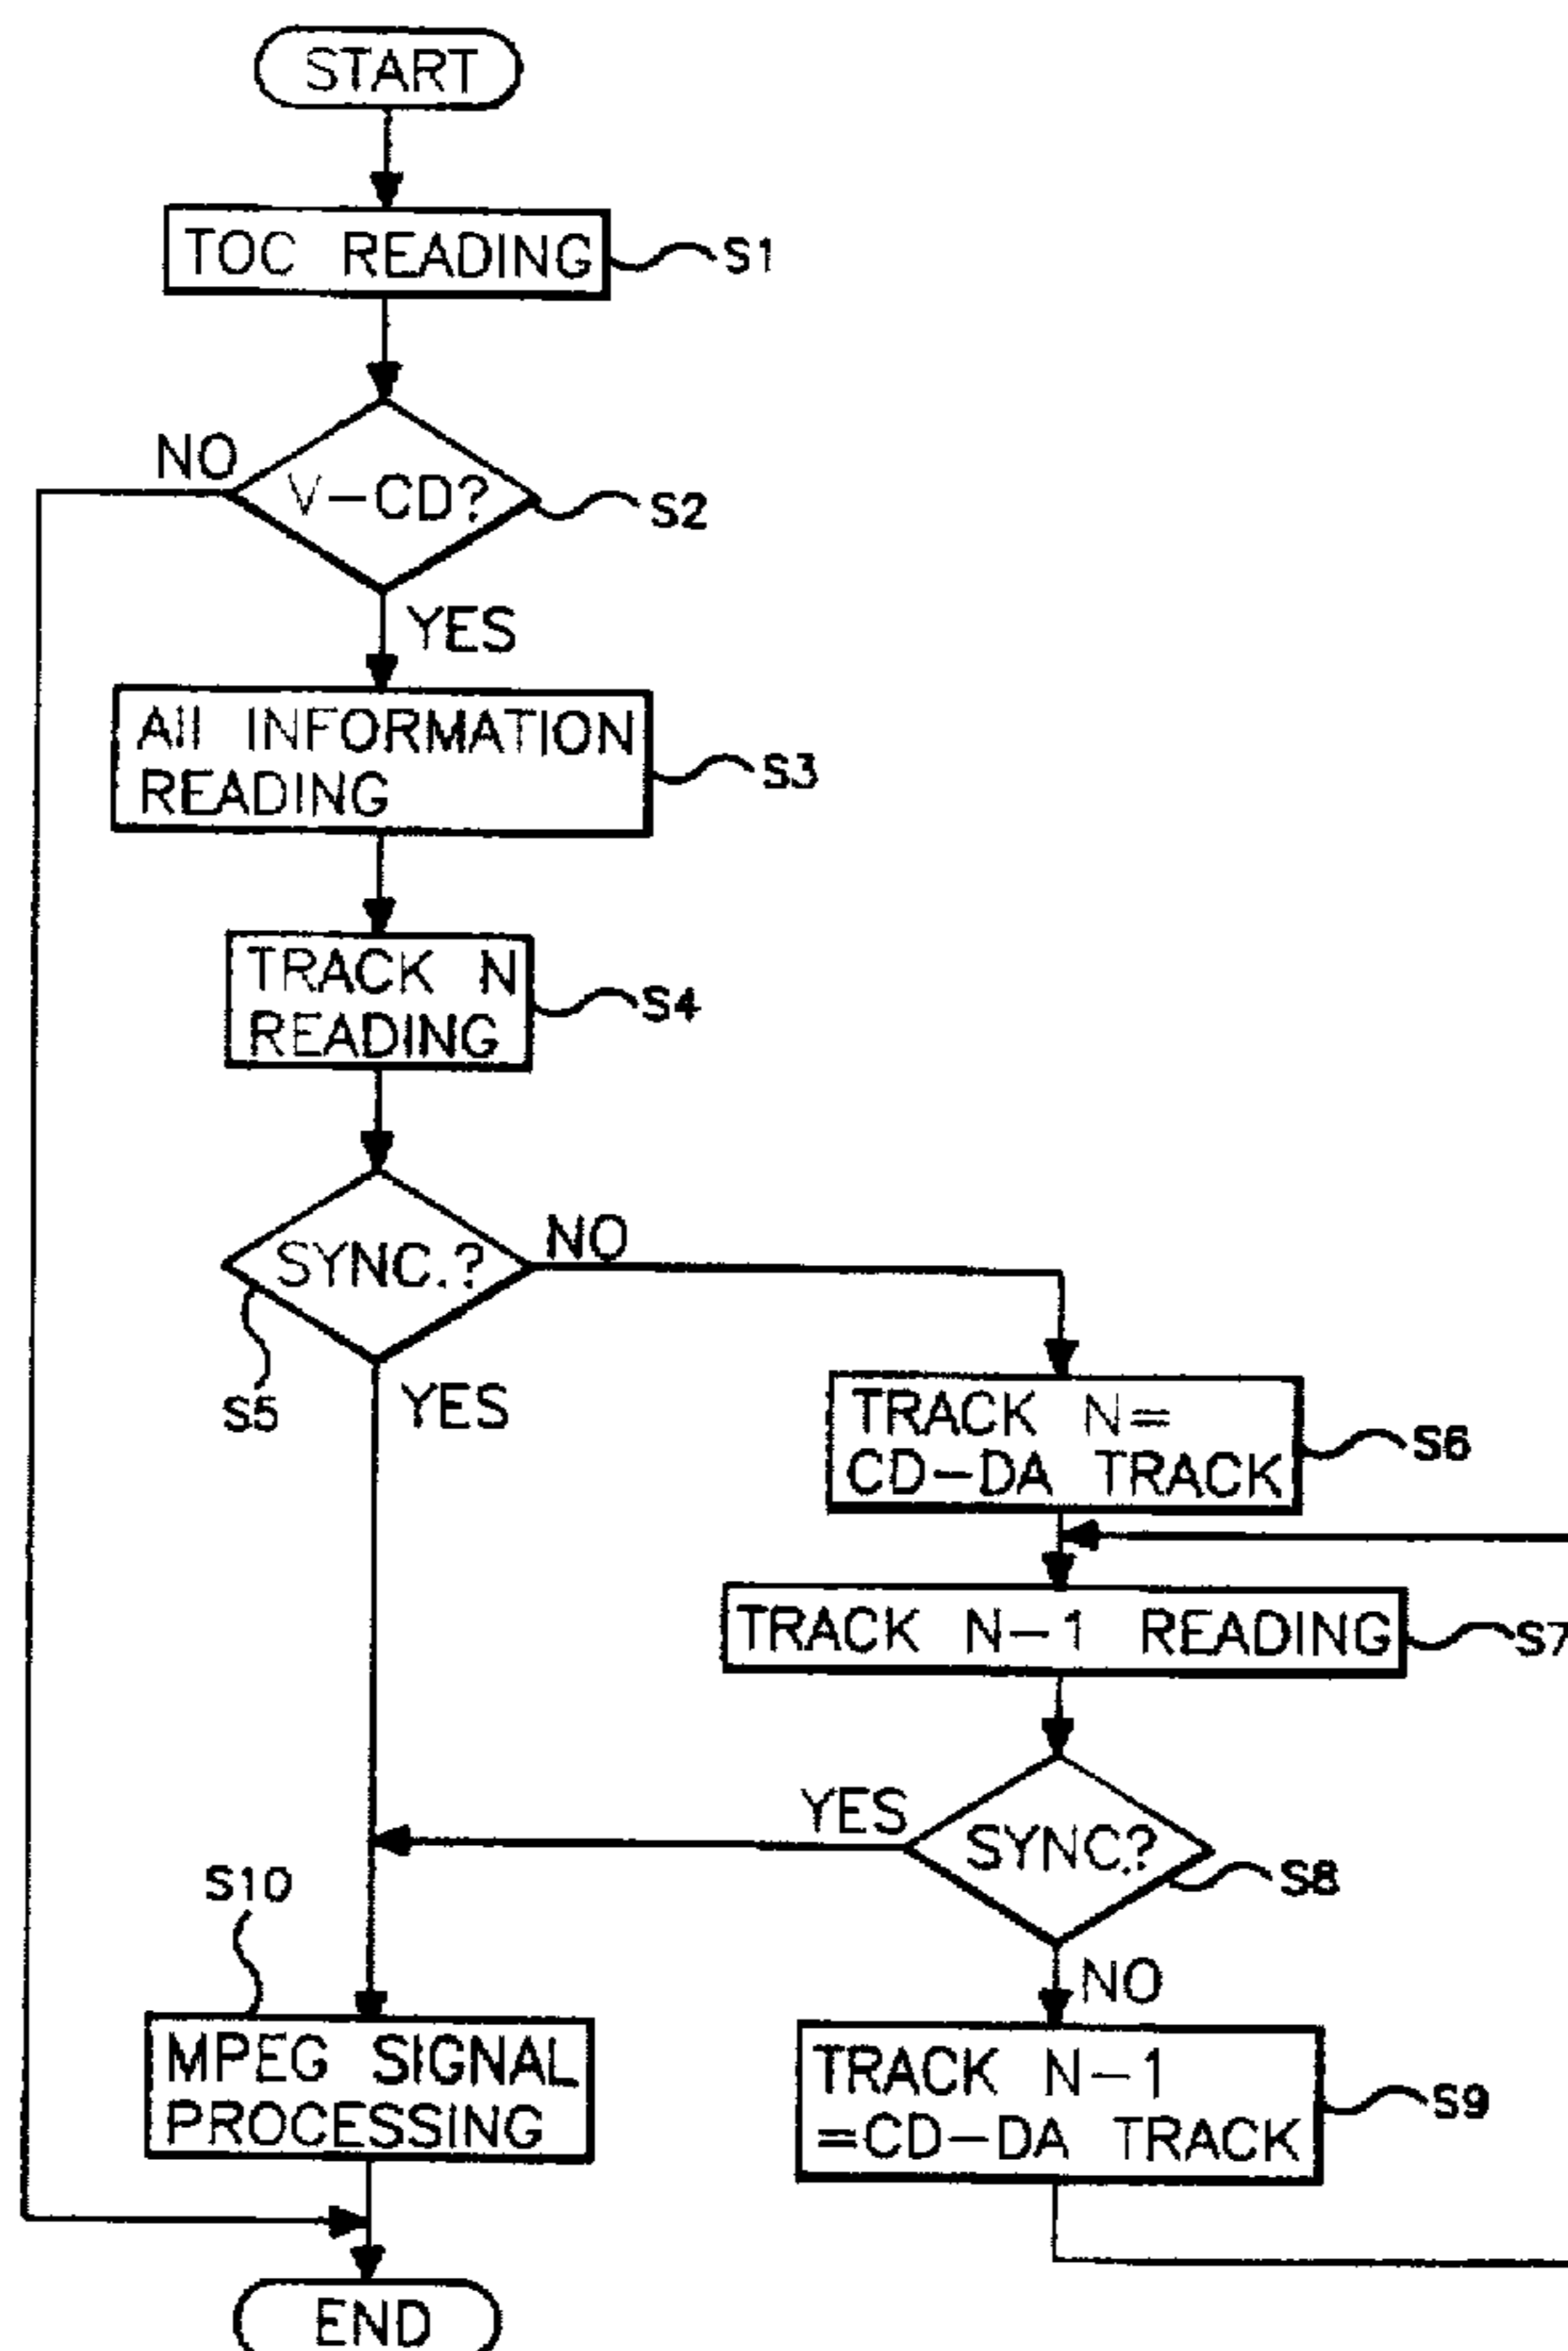 START
TOC READING
S1
NO
V-CD?
S2
YES
AII INFORMATION
READING
S3
TRACK N
READING
S4
SYNC.?
NO
S5
YES
TRACK N=
CD-DA TRACK
S6
TRACK N-1 READING
S7
YES
SYNC.?
S8
S10
NO
MPEG SIGNAL
PROCESSING
TRACK N-1
=CD-DA TRACK
S9
END